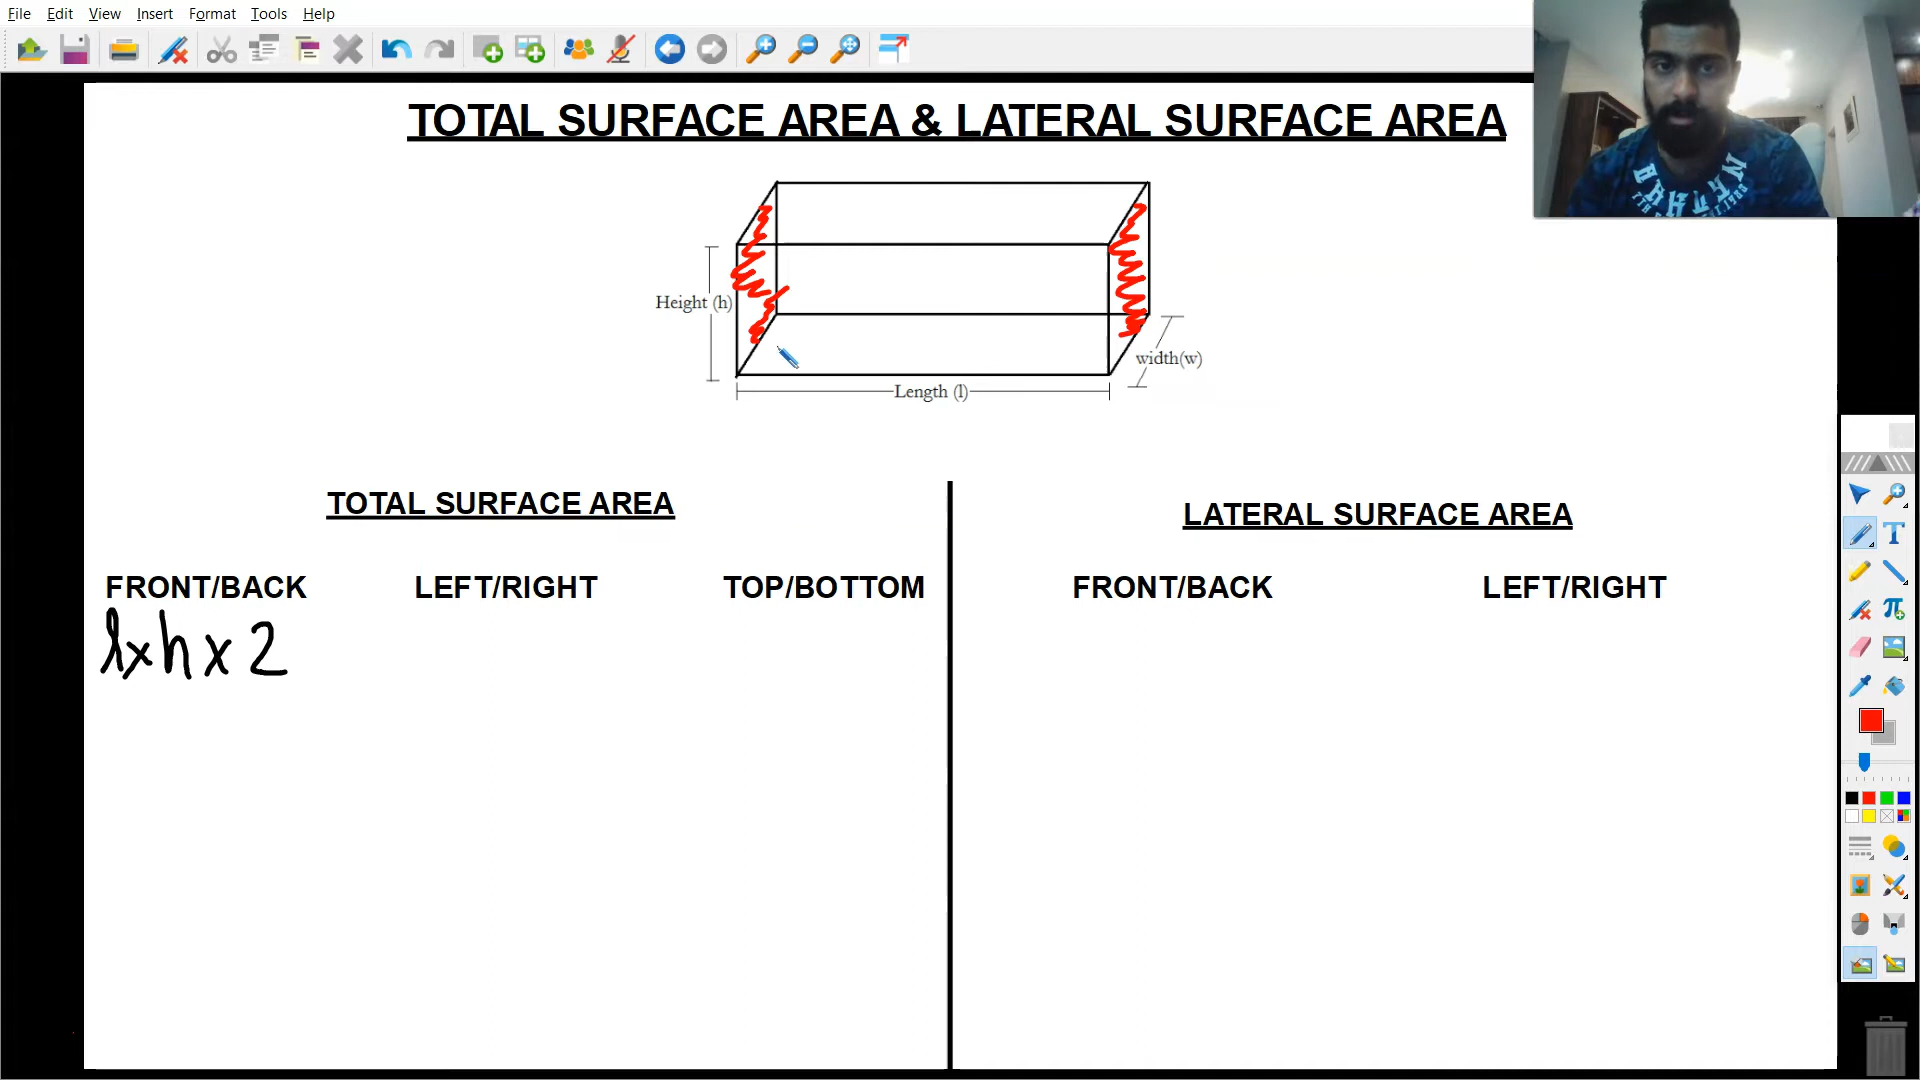 File Edit View Insert Format Tools Help
TOTAL SURFACE AREA & LATERAL SURFACE AREA
Height (h)
width(w)
Length (l)
TOTAL SURFACE AREA
LATERAL SURFACE AREA
FRONT/BACK LEFT/RIGHT TOP/BOTTOM
FRONT/BACK LEFT/RIGHT
l x h x 2